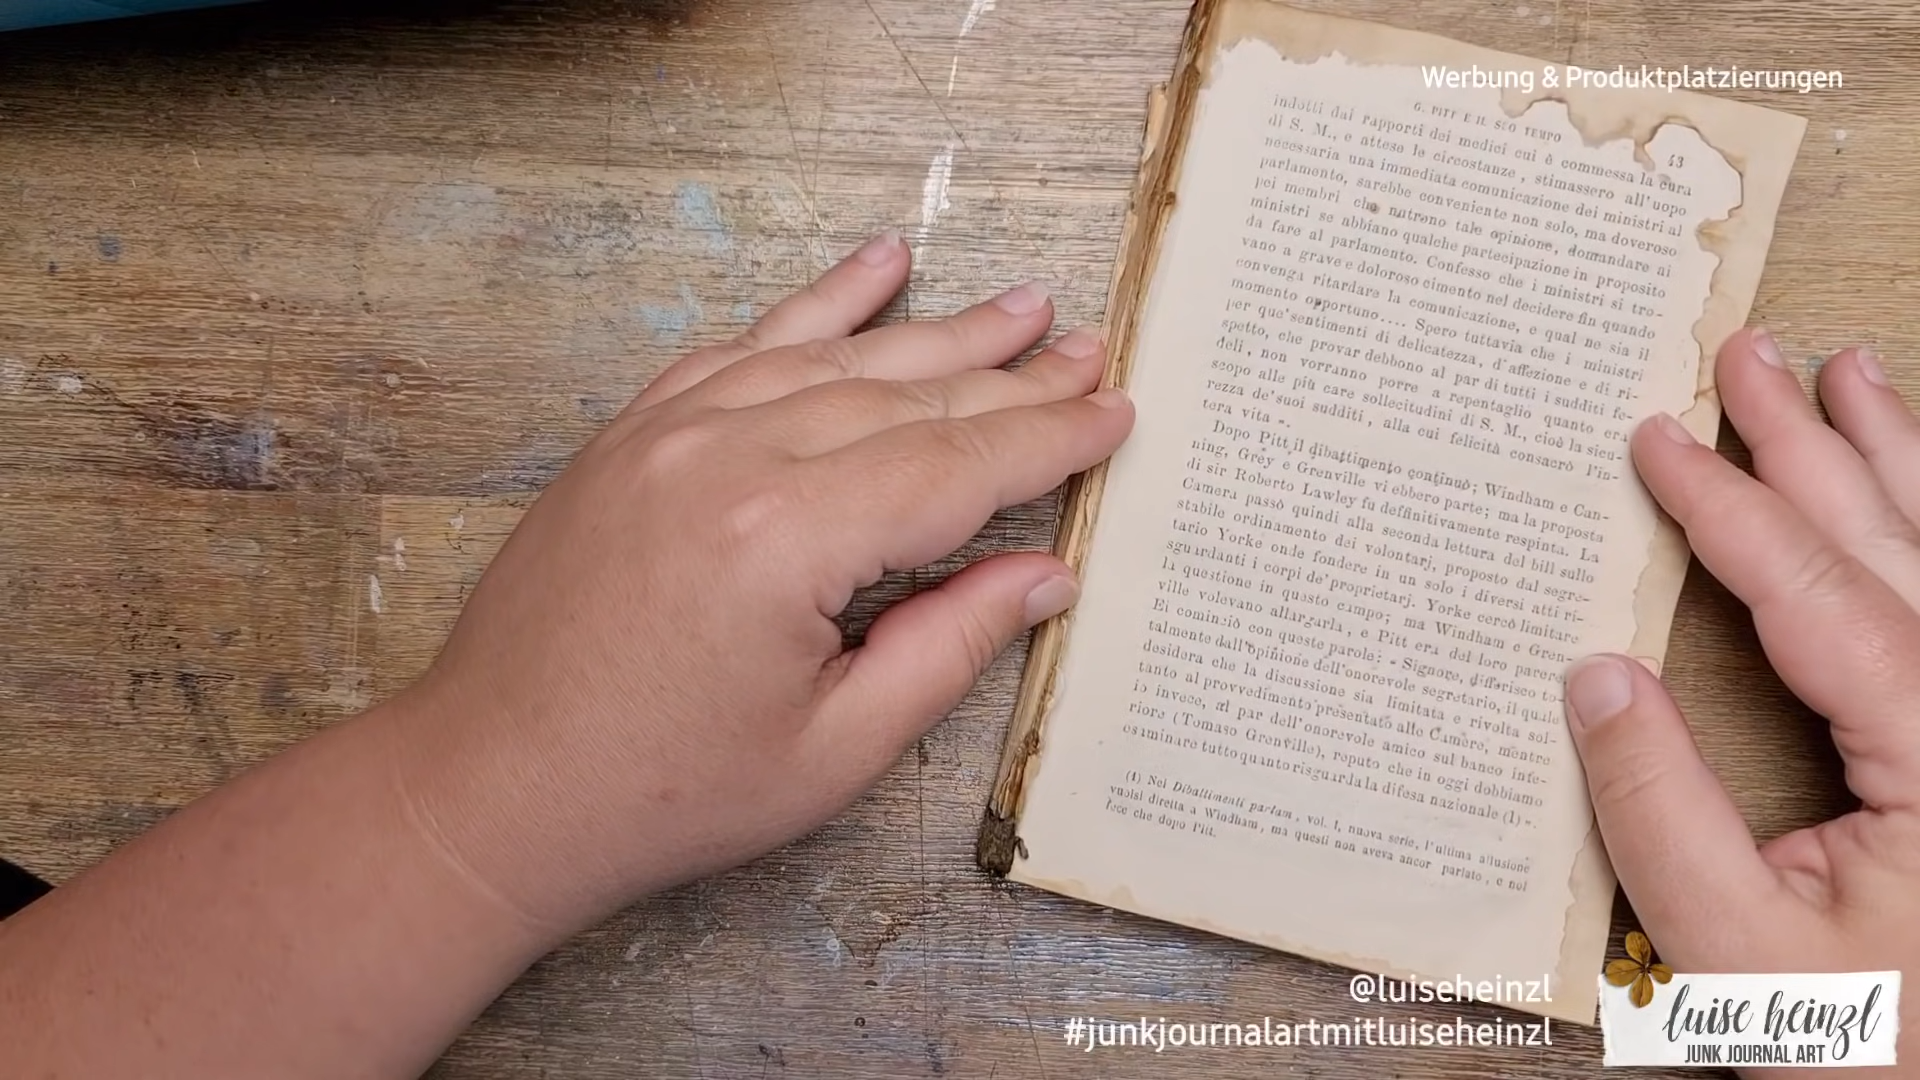 Werbung & Produktplatzierungen
G. PITT E IL SUO TEMPO
43
indotti dai rapporti dei medici cui è commessa la cura
di S. M., e attese le circostanze, stimassero all'uopo
necessaria una immediata comunicazione dei ministri al
parlamento, sarebbe conveniente non solo, ma doveroso
pei membri che nutrono tale opinione, domandare ai
ministri se abbiano qualche partecipazione in proposito
da fare al parlamento. Confesso che i ministri si tro-
vano a grave e doloroso cimento nel decidere fin quando
convenga ritardare la comunicazione, e qual ne sia il
momento opportuno.... Spero tuttavia che i ministri
per que'sentimenti di delicatezza, d'affezione e di ri-
spetto, che provar debbono al par di tutti i sudditi fe-
deli, non vorranno porre a repentaglio quanto era
scopo alle più care sollecitudini di S. M., cioè la sicu-
rezza de'suoi sudditi, alla cui felicità consacrò l'in-
tera vita ».
Dopo Pitt il dibattimento continuò; Windham e Can-
ning, Grey e Grenville vi ebbero parte; ma la proposta
di sir Roberto Lawley fu deffinitivamente respinta. La
Camera passò quindi alla seconda lettura del bill sullo
stabile ordinamento dei volontarj, proposto dal segre-
tario Yorke onde fondere in un solo i diversi atti ri-
sguardanti i corpi de'proprietarj. Yorke cercò limitare
la questione in questo campo; ma Windham e Gren-
ville volevano allargarla, e Pitt era del loro parere.
Ei cominciò con queste parole: « Signore, differisco to-
talmente dall'opinione dell'onorevole segretario, il quale
desidera che la discussione sia limitata e rivolta sol-
tanto al provvedimento presentato alle Camere, mentre
io invece, al par dell'onorevole amico sul banco infe-
riore (Tomaso Grenville), reputo che in oggi dobbiamo
esaminare tutto quanto risguarda la difesa nazionale (1) ».
(1) Nei Dibattimenti parlam., vol. I, nuova serie, l'ultima allusione
vuolsi diretta a Windham, ma questi non aveva ancor parlato, e nol
fece che dopo Pitt.
@luiseheinzl
#junkjournalartmitluiseheinzl
luise heinzl
JUNK JOURNAL ART